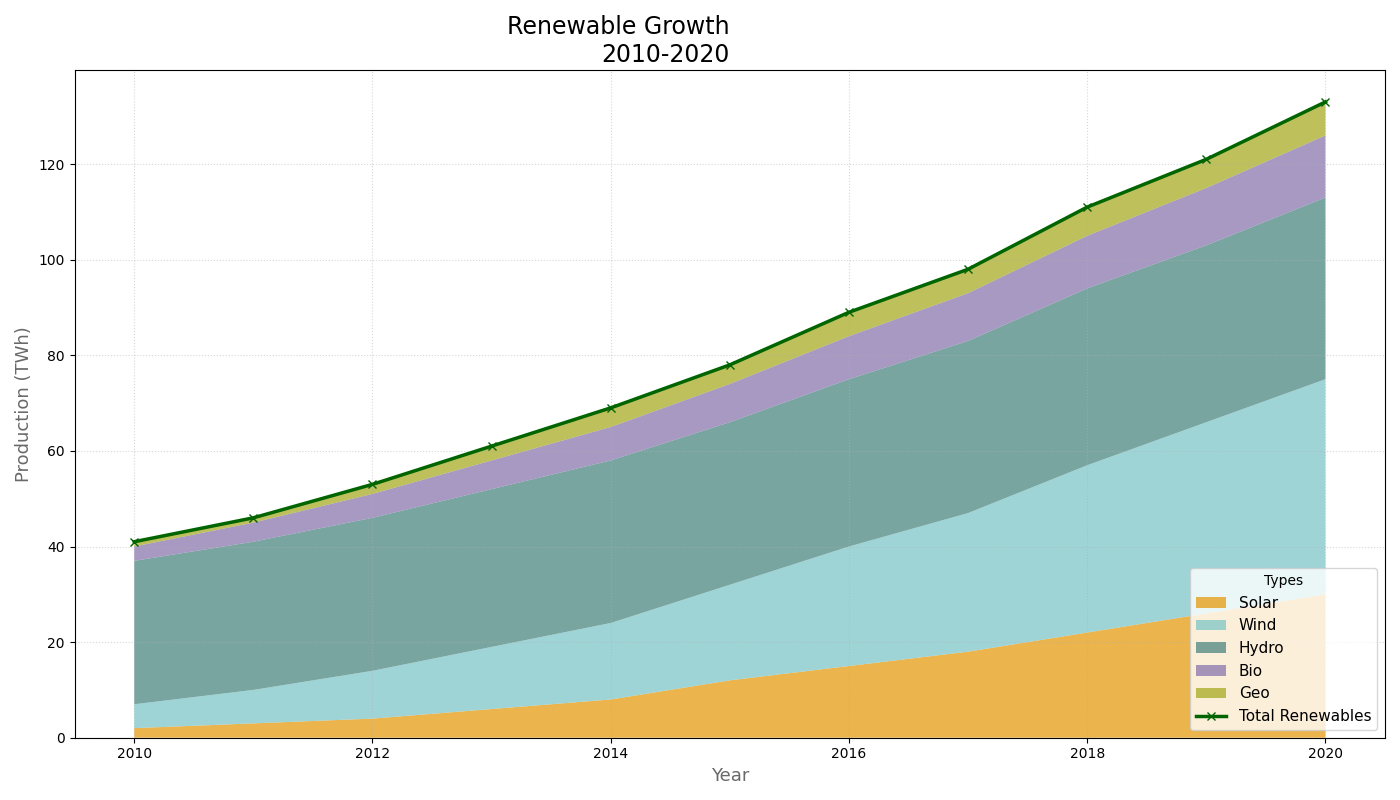 Renewable Growth
2010-2020
Production (TWh)
120
100
80
60
40
20
0
2010
2012
2014
2016
2018
2020
Year
Types
Solar
Wind
Hydro
Bio
Geo
Total Renewables